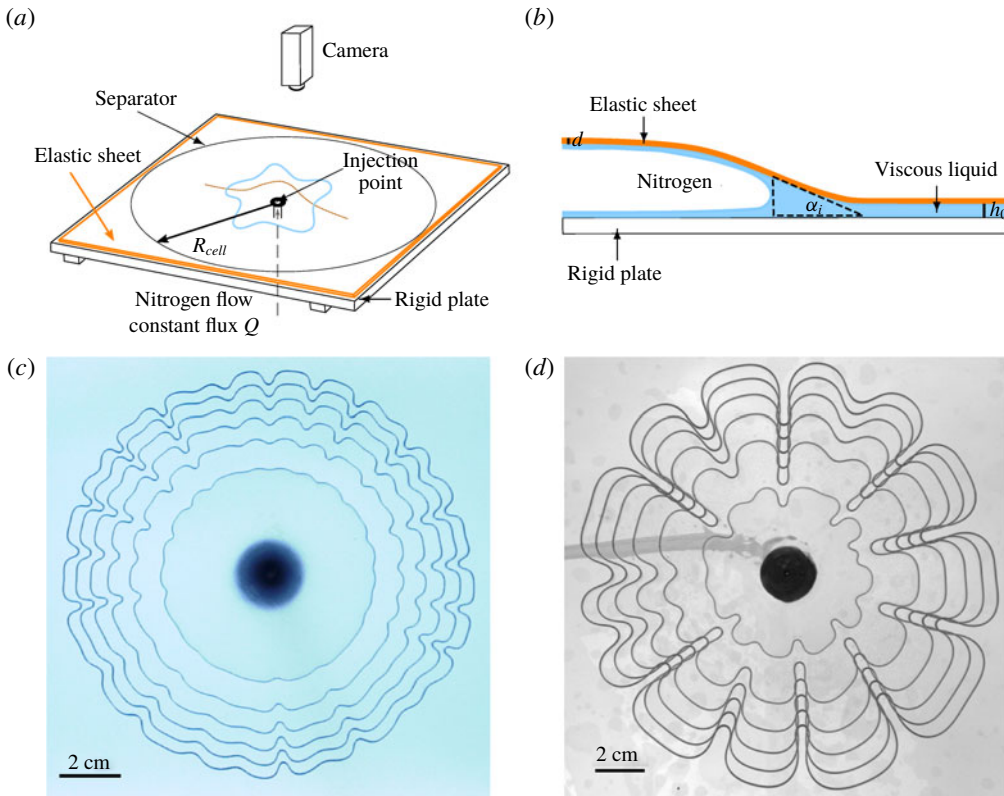 (a)
Camera
Separator
Elastic sheet
Injection
point
R_cell
Nitrogen flow
constant flux Q
Rigid plate
(b)
Elastic sheet
d
Nitrogen
Viscous liquid
α_i
h_0
Rigid plate
(c)
2 cm
(d)
2 cm